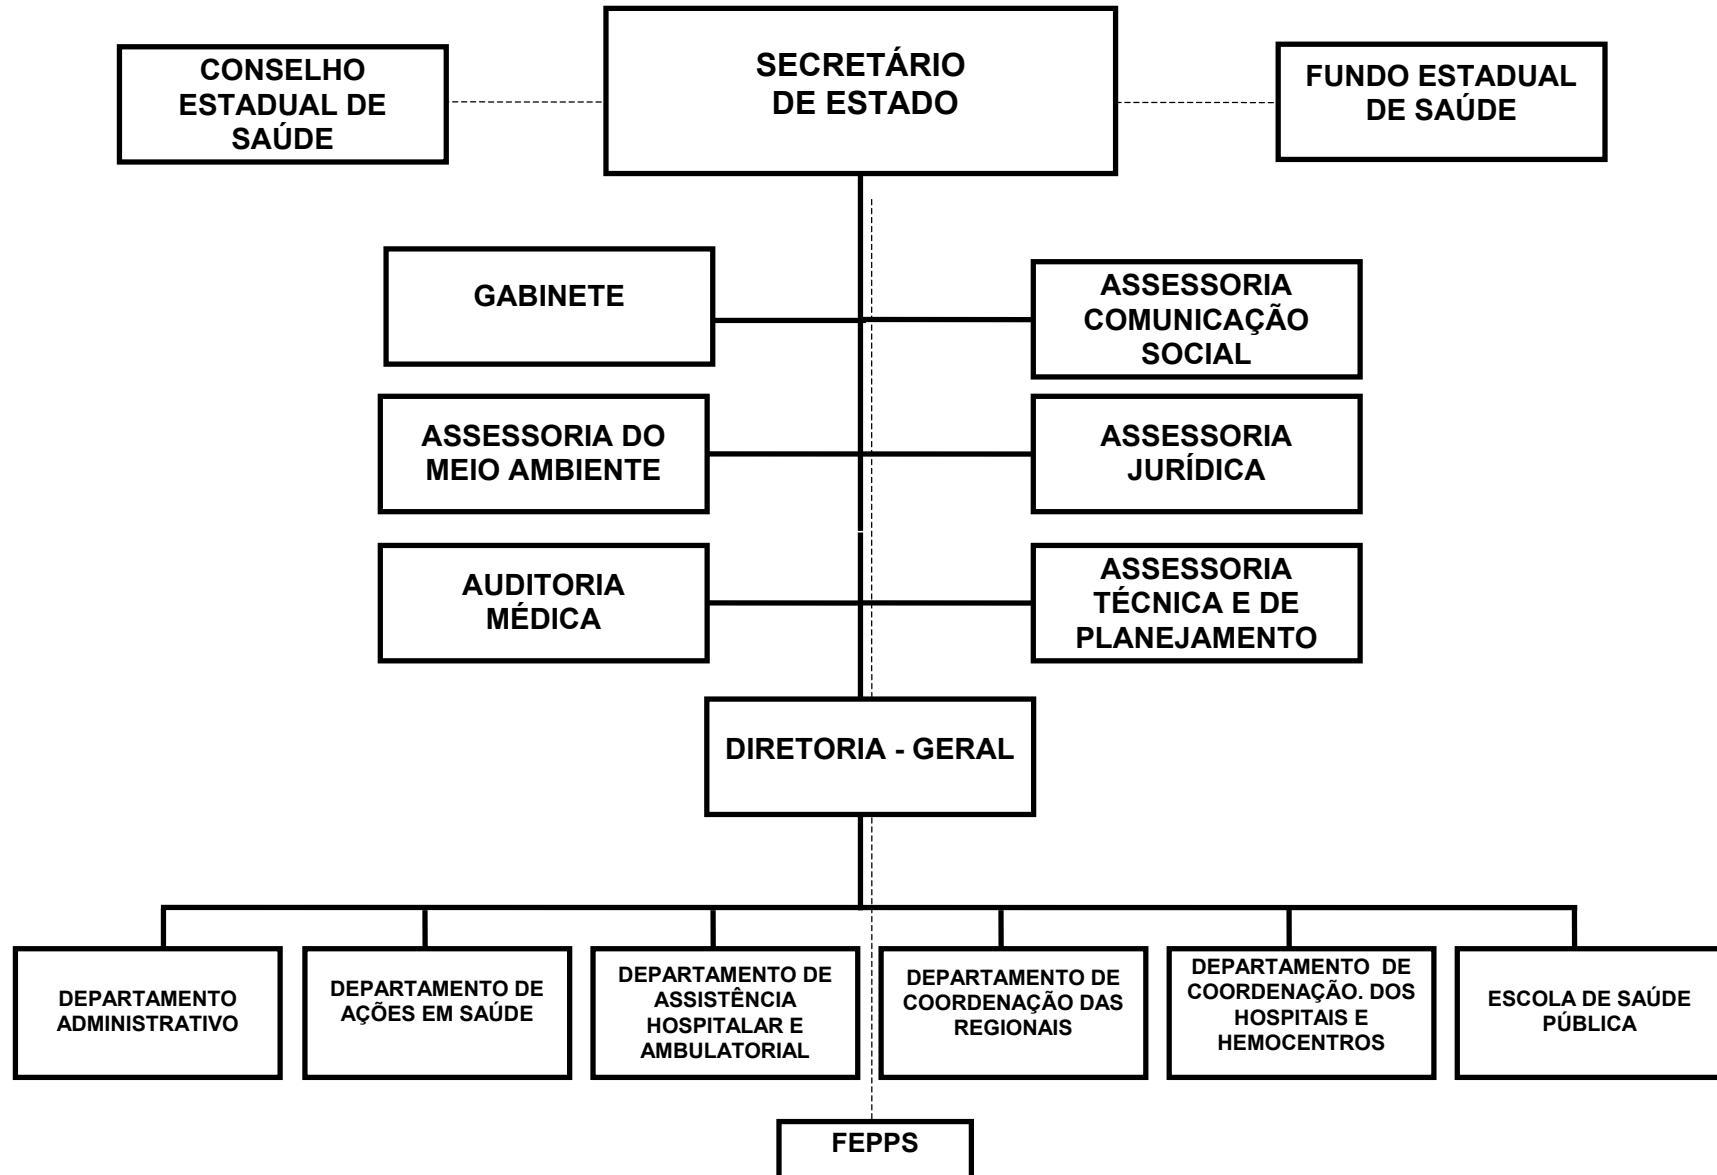 CONSELHO
ESTADUAL DE
SAÚDE
SECRETÁRIO
DE ESTADO
FUNDO ESTADUAL
DE SAÚDE
GABINETE
ASSESSORIA
COMUNICAÇÃO
SOCIAL
ASSESSORIA DO
MEIO AMBIENTE
ASSESSORIA
JURÍDICA
AUDITORIA
MÉDICA
ASSESSORIA
TÉCNICA E DE
PLANEJAMENTO
DIRETORIA - GERAL
DEPARTAMENTO
ADMINISTRATIVO
DEPARTAMENTO DE
AÇÕES EM SAÚDE
DEPARTAMENTO DE
ASSISTÊNCIA
HOSPITALAR E
AMBULATORIAL
DEPARTAMENTO DE
COORDENAÇÃO DAS
REGIONAIS
DEPARTAMENTO DE
COORDENAÇÃO. DOS
HOSPITAIS E
HEMOCENTROS
ESCOLA DE SAÚDE
PÚBLICA
FEPPS